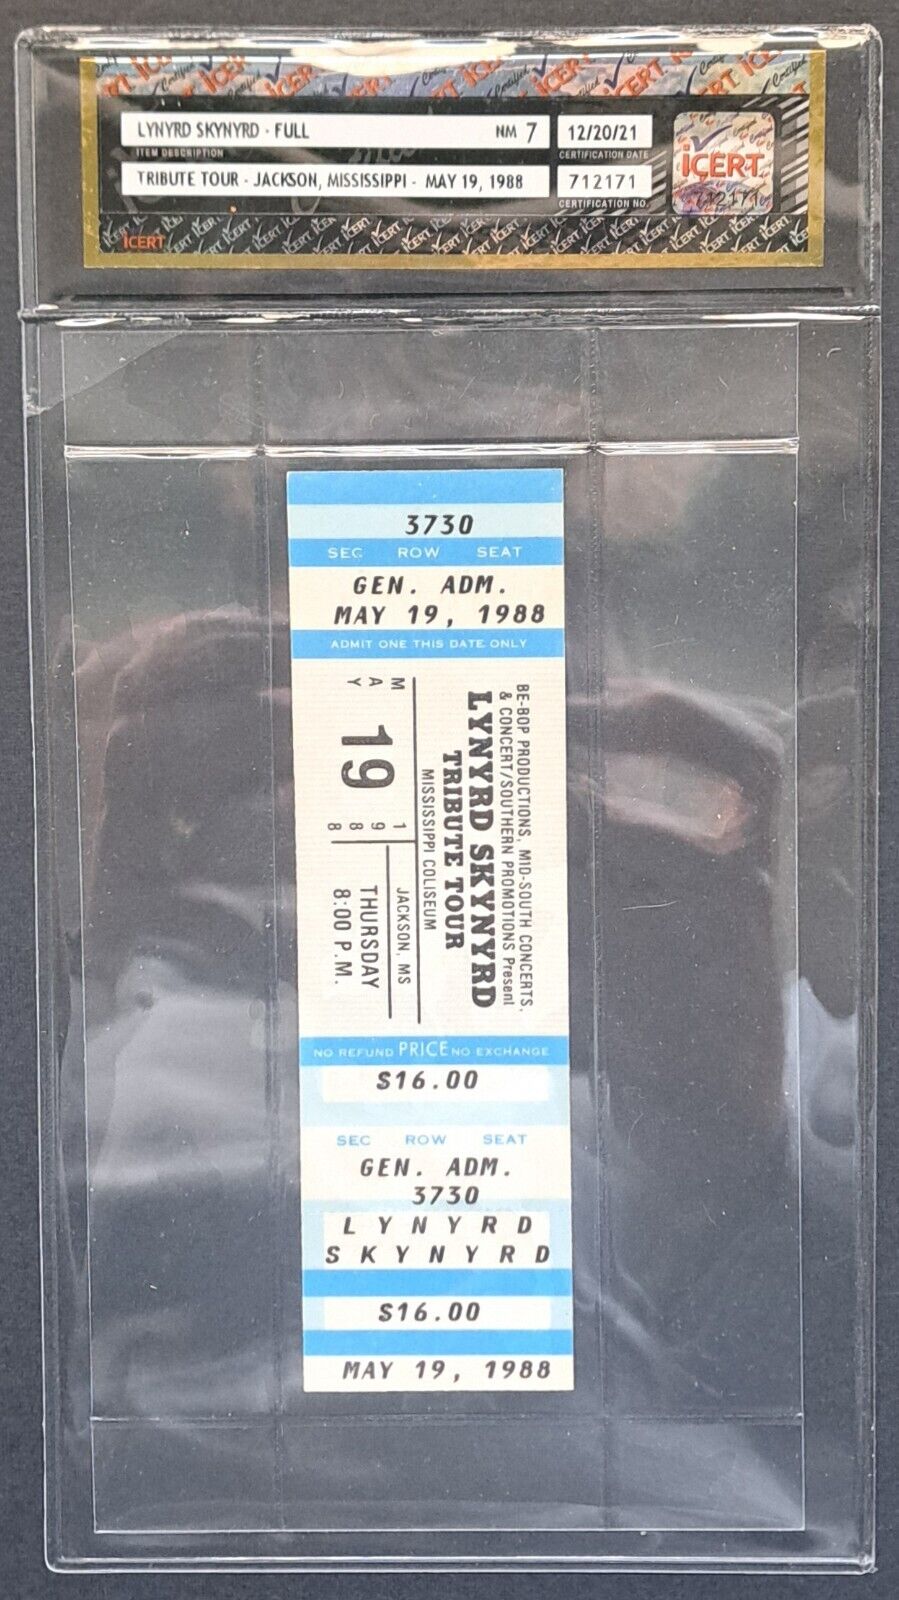 LYNYRD SKYNYRD - FULL NM 7
ITEM DESCRIPTION
TRIBUTE TOUR - JACKSON, MISSISSIPPI - MAY 19, 1988
12/20/21
CERTIFICATION DATE
712171
CERTIFICATION NO.
iCERT
712171
iCERT
3730
SEC ROW SEAT
GEN. ADM.
MAY 19, 1988
ADMIT ONE THIS DATE ONLY
BE-BOP PRODUCTIONS, MID-SOUTH CONCERTS,
& CONCERT/SOUTHERN PROMOTIONS Present
LYNYRD SKYNYRD
TRIBUTE TOUR
MISSISSIPPI COLISEUM
MAY 19 1988
JACKSON, MS
THURSDAY
8:00 P.M.
NO REFUND PRICE NO EXCHANGE
$16.00
SEC ROW SEAT
GEN. ADM.
3730
LYNYRD
SKYNYRD
$16.00
MAY 19, 1988